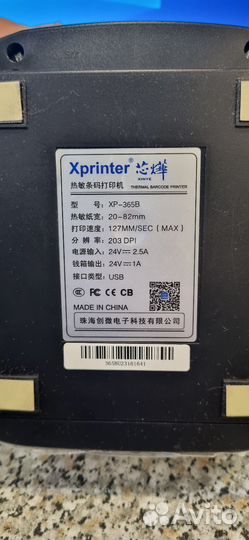 Xprinter® 芯烨
XINYE
热敏条码打印机 THERMAL BARCODE PRINTER
型 号： XP-365B
热敏纸宽： 20-82mm
打印速度： 127MM/SEC (MAX)
分 辨 率： 203 DPI
电源输入： 24V⎓2.5A
钱箱输出： 24V⎓1A
接口类型： USB
CCC CE FC CB
MADE IN CHINA
珠海创微电子科技有限公司
365BU23161641
Avito